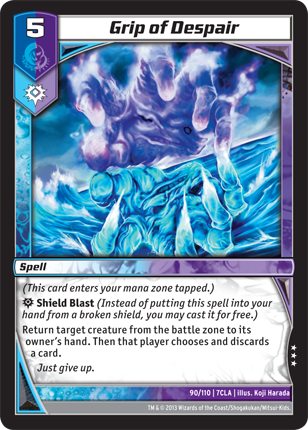 5
Grip of Despair
Spell
(This card enters your mana zone tapped.)
Shield Blast (Instead of putting this spell into
your hand from a broken shield, you may cast it for free.)
Return target creature from the battle zone to its
owner's hand. Then that player chooses and discards
a card.
Just give up.
90/110 | 7CLA | illus. Koji Harada
TM & © 2013 Wizards of the Coast/Shogakukan/Mitsui-Kids.